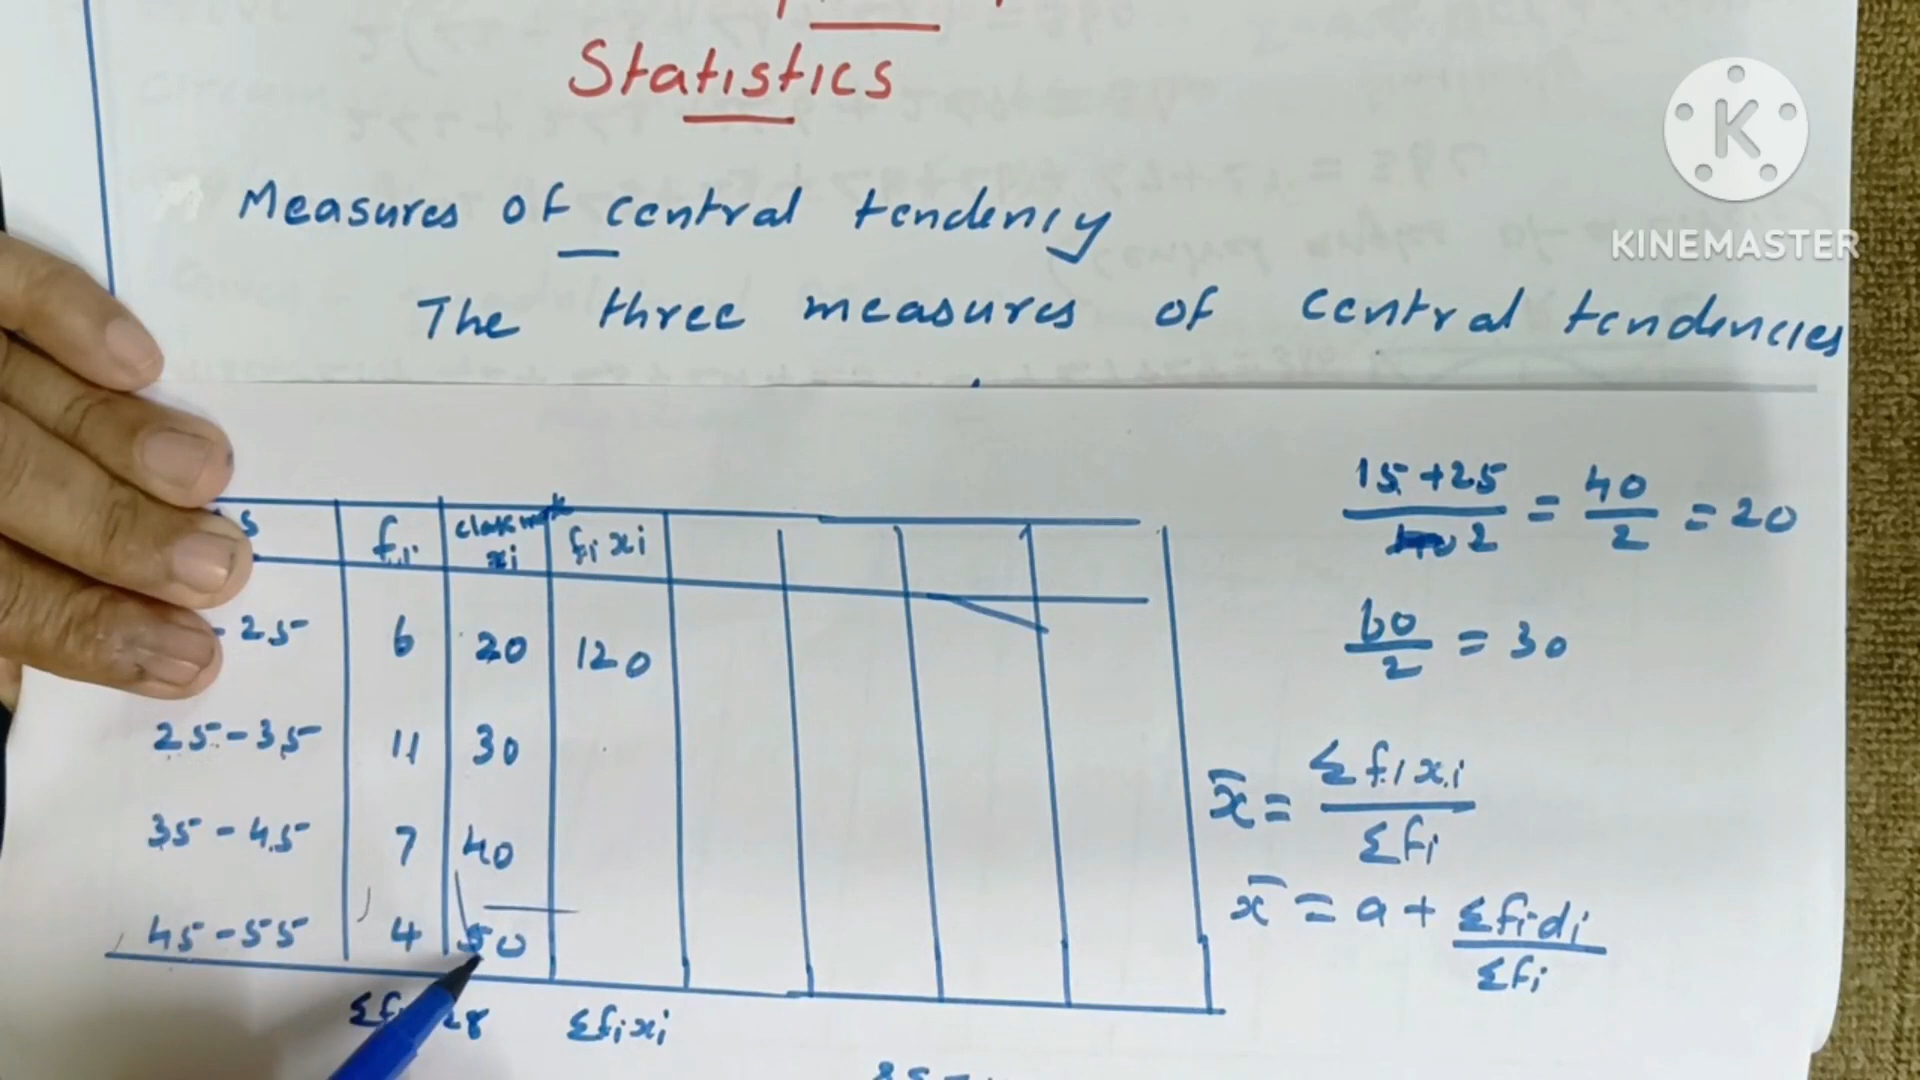 Statistics
K
KINEMASTER
Measures of central tendency
The three measures of central tendencies
15+25/2 = 40/2 = 20
s fi class mark xi fixi
60/2 = 30
-25 6 20 120
25-35 11 30
x̄ = Σfixi/Σfi
35-45 7 40
x̄ = a + Σfidi/Σfi
45-55 4 50
Σfi 28 Σfixi